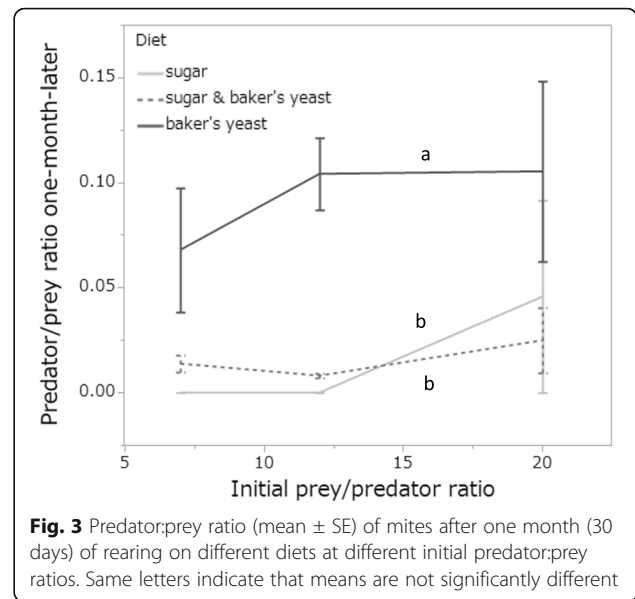 Diet
sugar
sugar & baker's yeast
baker's yeast
0.15
0.10
0.05
0.00
Predator/prey ratio one-month-later
a
b
b
5
10
15
20
Initial prey/predator ratio
Fig. 3 Predator:prey ratio (mean ± SE) of mites after one month (30
days) of rearing on different diets at different initial predator:prey
ratios. Same letters indicate that means are not significantly different